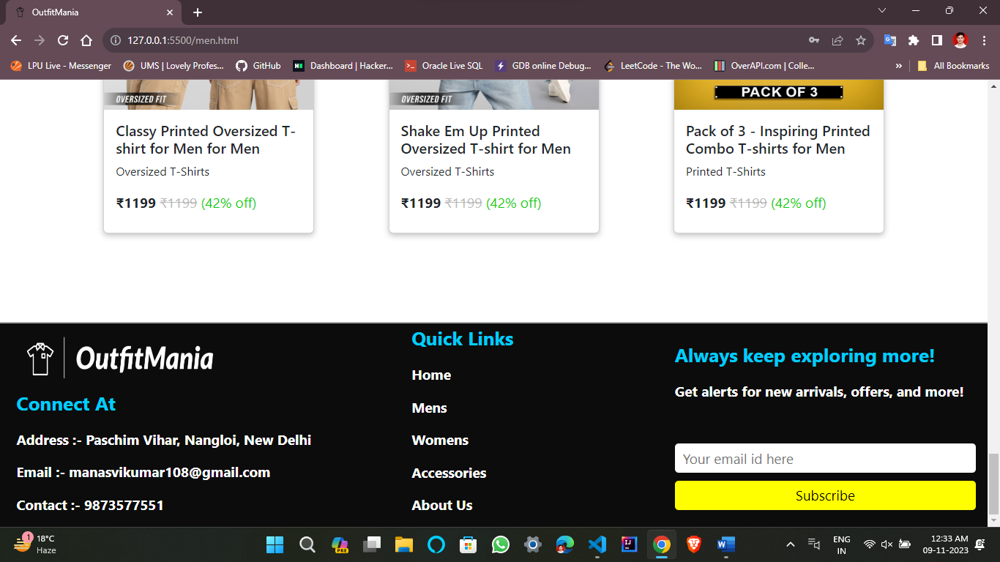 OutfitMania
127.0.0.1:5500/men.html
LPU Live - Messenger
UMS | Lovely Profes...
GitHub
Dashboard | Hacker...
Oracle Live SQL
GDB online Debug...
LeetCode - The Wo...
OverAPI.com | Colle...
»
All Bookmarks
OVERSIZED FIT
OVERSIZED FIT
PACK OF 3
Classy Printed Oversized T-
shirt for Men for Men
Oversized T-Shirts
₹1199 ₹1199 (42% off)
Shake Em Up Printed
Oversized T-shirt for Men
Oversized T-Shirts
₹1199 ₹1199 (42% off)
Pack of 3 - Inspiring Printed
Combo T-shirts for Men
Printed T-Shirts
₹1199 ₹1199 (42% off)
OutfitMania
Connect At
Address :- Paschim Vihar, Nangloi, New Delhi
Email :- manasvikumar108@gmail.com
Contact :- 9873577551
Quick Links
Home
Mens
Womens
Accessories
About Us
Always keep exploring more!
Get alerts for new arrivals, offers, and more!
Your email id here
Subscribe
1
18°C
Haze
PRE
IJ
W
ENG
IN
12:33 AM
09-11-2023